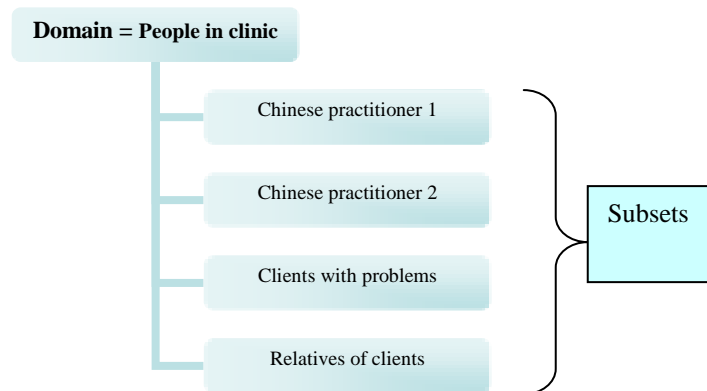 Domain = People in clinic
Chinese practitioner 1
Chinese practitioner 2
Clients with problems
Relatives of clients
Subsets